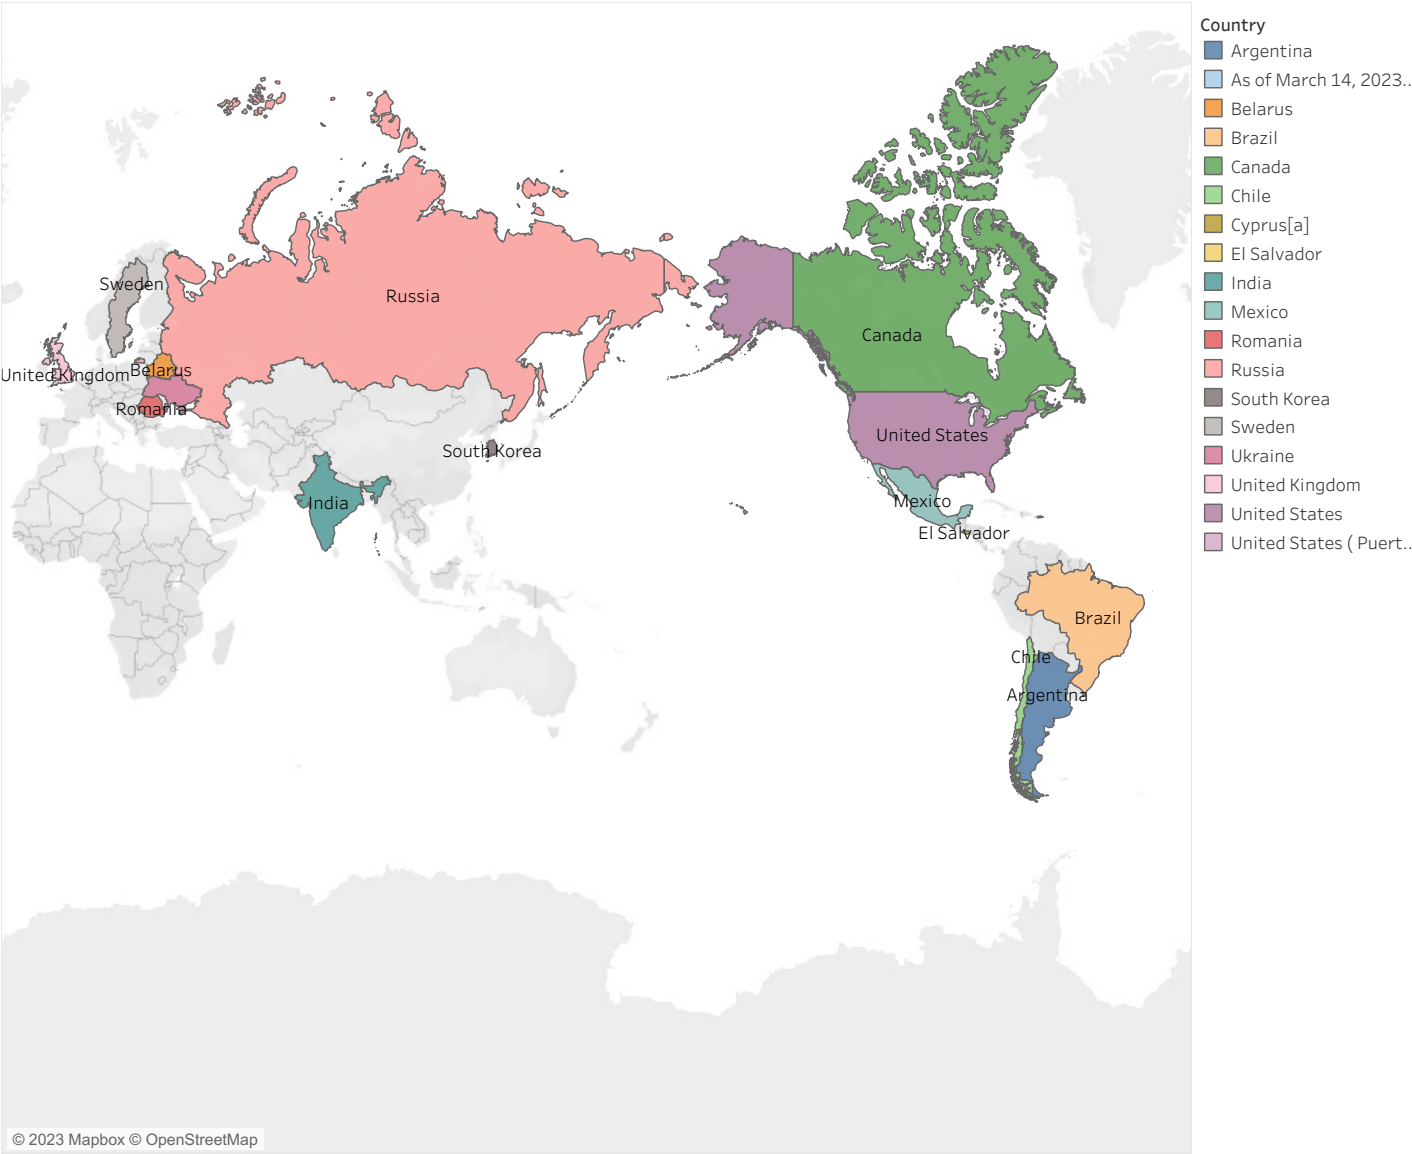 Country
Argentina
As of March 14, 2023..
Belarus
Brazil
Canada
Chile
Cyprus[a]
El Salvador
India
Mexico
Romania
Russia
South Korea
Sweden
Ukraine
United Kingdom
United States
United States ( Puert..
Sweden
Russia
Canada
United Kingdom
Belarus
Romania
United States
South Korea
India
Mexico
El Salvador
Brazil
Chile
Argentina
© 2023 Mapbox © OpenStreetMap